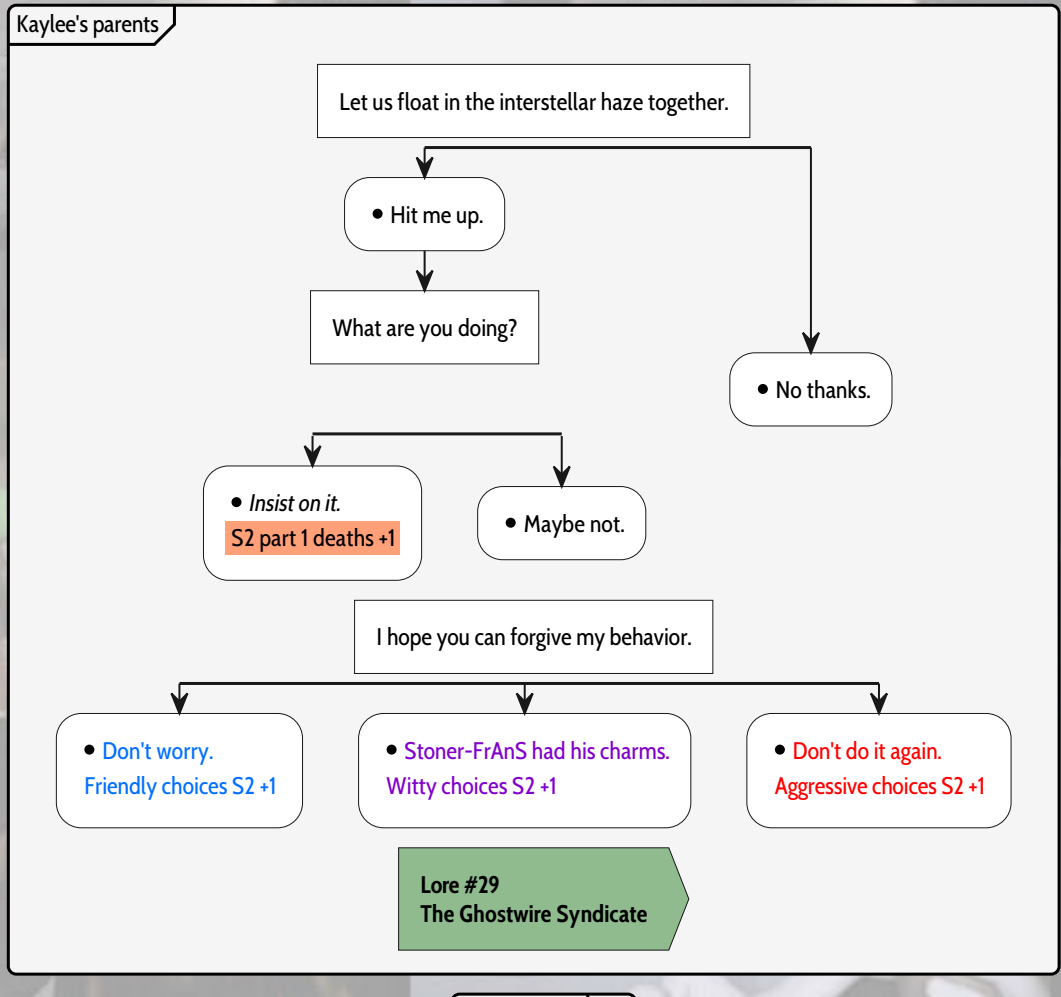 Kaylee's parents
Let us float in the interstellar haze together.
• Hit me up.
What are you doing?
• No thanks.
• Insist on it.
S2 part 1 deaths +1
• Maybe not.
I hope you can forgive my behavior.
• Don't worry.
Friendly choices S2 +1
• Stoner-FrAnS had his charms.
Witty choices S2 +1
• Don't do it again.
Aggressive choices S2 +1
Lore #29
The Ghostwire Syndicate